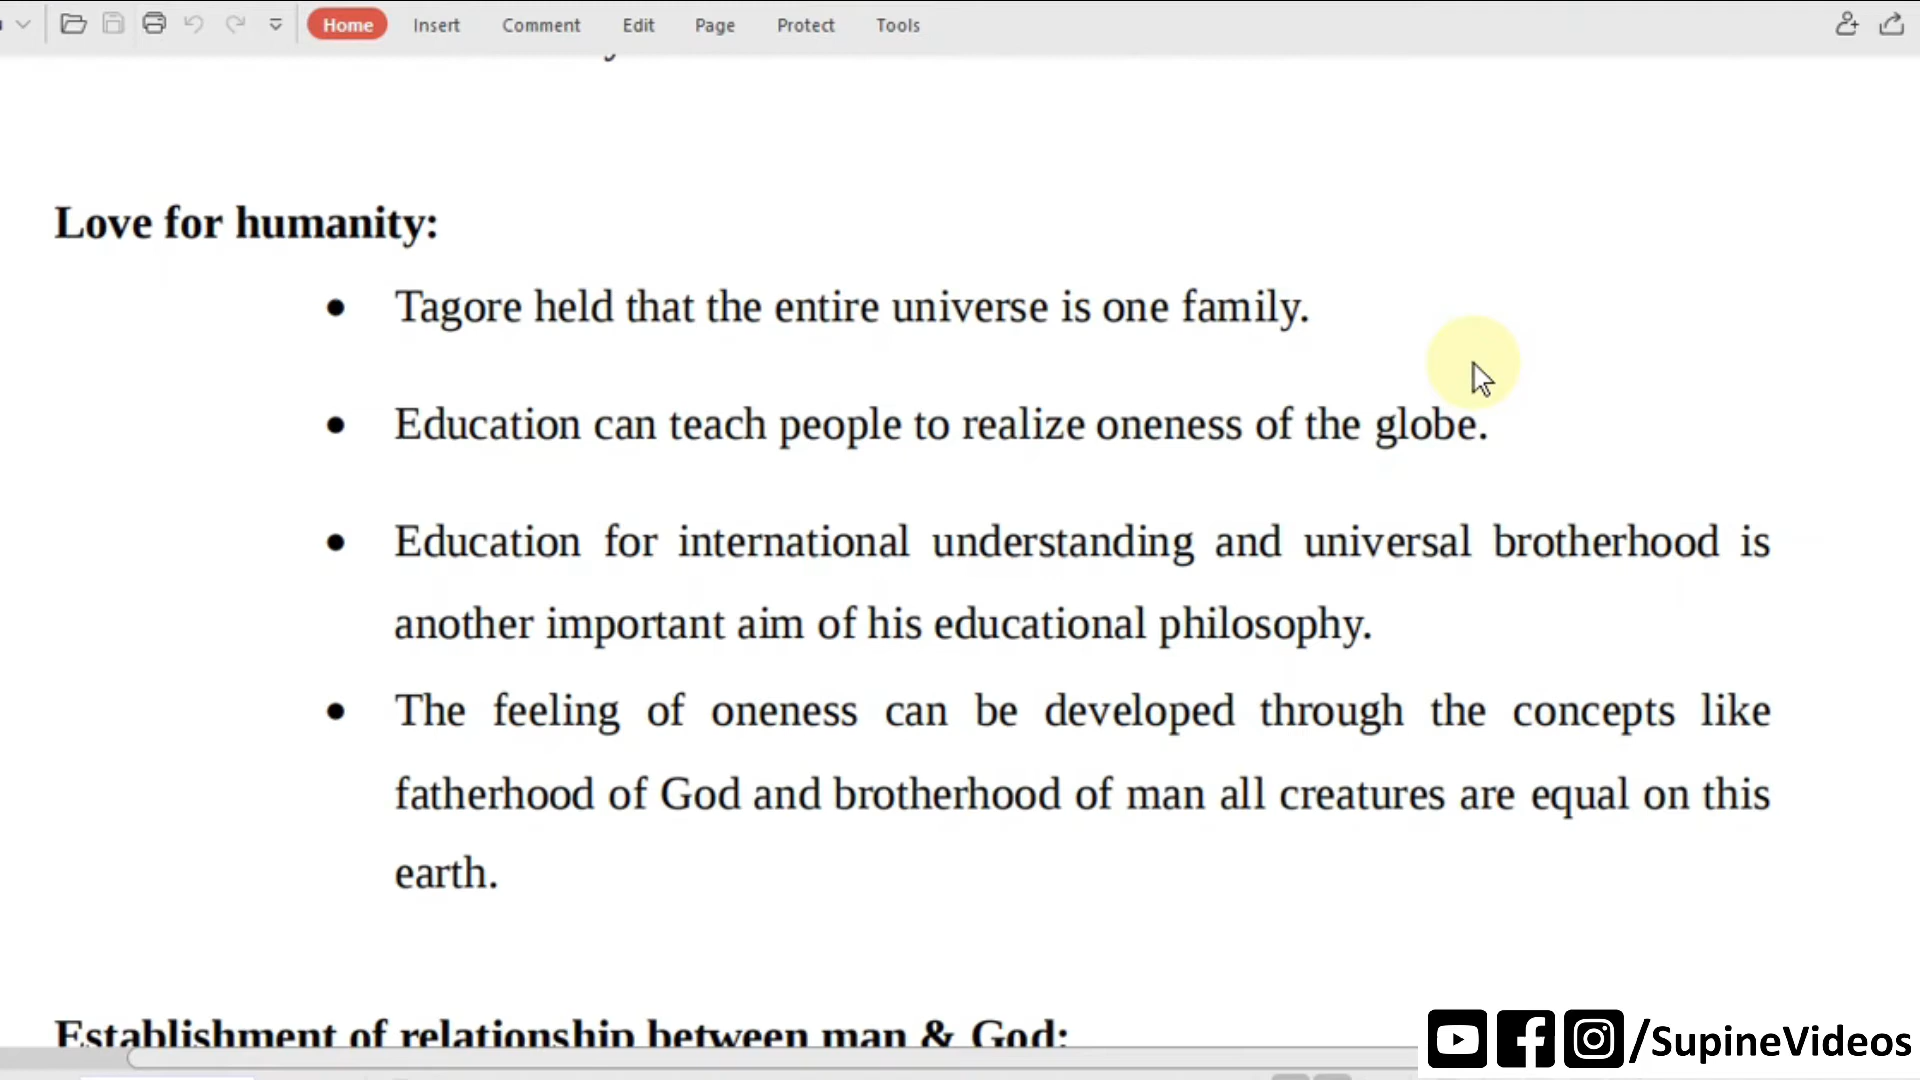 Home Insert Comment Edit Page Protect Tools
Love for humanity:
• Tagore held that the entire universe is one family.
• Education can teach people to realize oneness of the globe.
• Education for international understanding and universal brotherhood is
another important aim of his educational philosophy.
• The feeling of oneness can be developed through the concepts like
fatherhood of God and brotherhood of man all creatures are equal on this
earth.
Establishment of relationship between man & God:
/SupineVideos